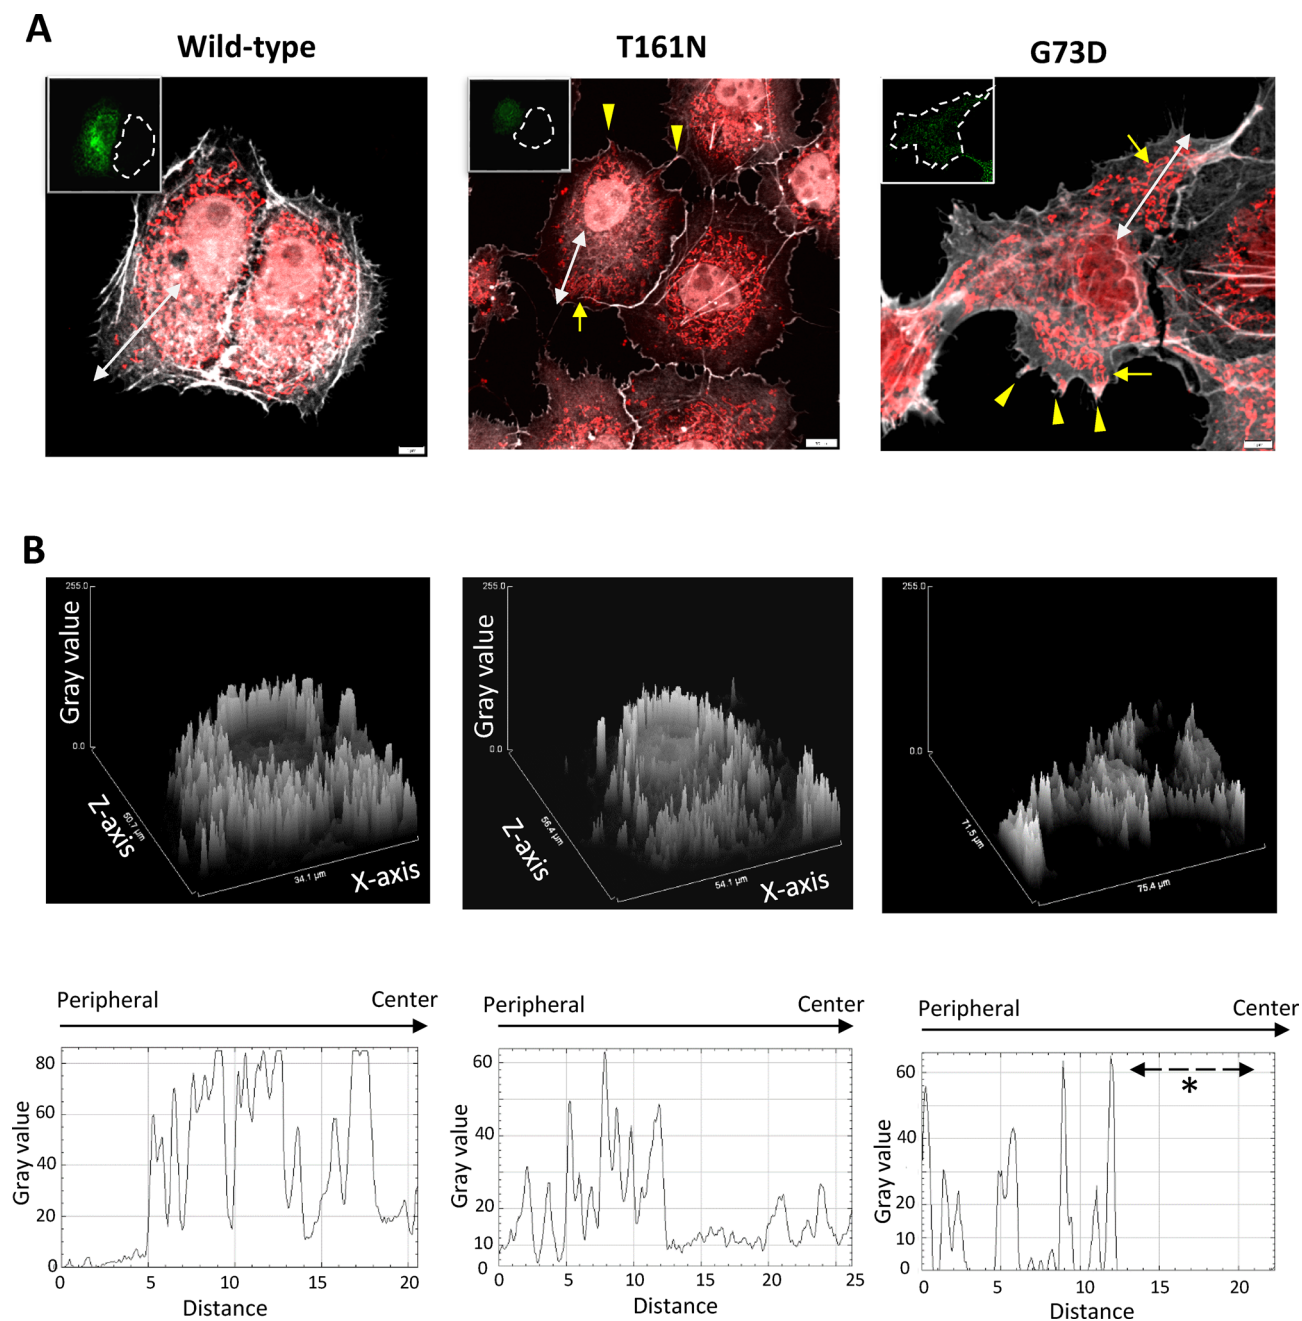 A
Wild-type
T161N
G73D
B
255.0
Gray value
0.0
Z-axis
50.7 µm
34.1 µm
X-axis
255.0
Gray value
0.0
Z-axis
56.4 µm
54.1 µm
X-axis
255.0
0.0
71.5 µm
75.4 µm
Peripheral Center
80
60
40
20
0
Gray value
0 5 10 15 20
Distance
Peripheral Center
60
40
20
10
0
Gray value
0 5 10 15 20 25
Distance
Peripheral Center
60
40
20
10
0
Gray value
*
0 5 10 15 20
Distance